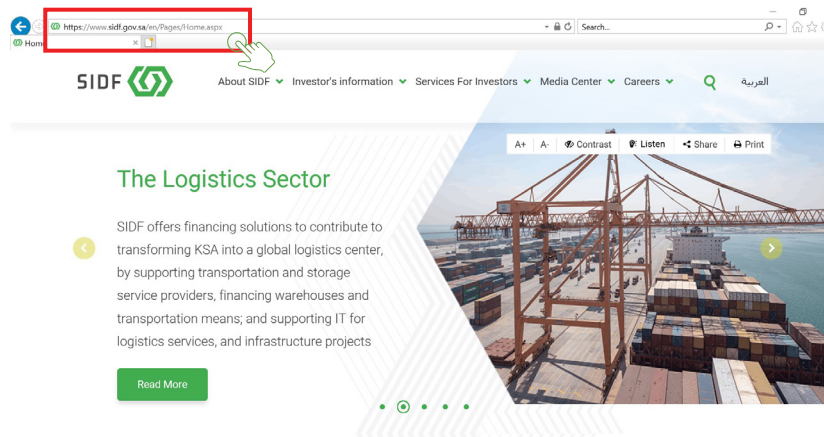 https://www.sidf.gov.sa/en/Pages/Home.aspx
Search...
Hom
SIDF
About SIDF
Investor's information
Services For Investors
Media Center
Careers
العربية
A+
A-
Contrast
Listen
Share
Print
The Logistics Sector
SIDF offers financing solutions to contribute to
transforming KSA into a global logistics center,
by supporting transportation and storage
service providers, financing warehouses and
transportation means; and supporting IT for
logistics services, and infrastructure projects
Read More